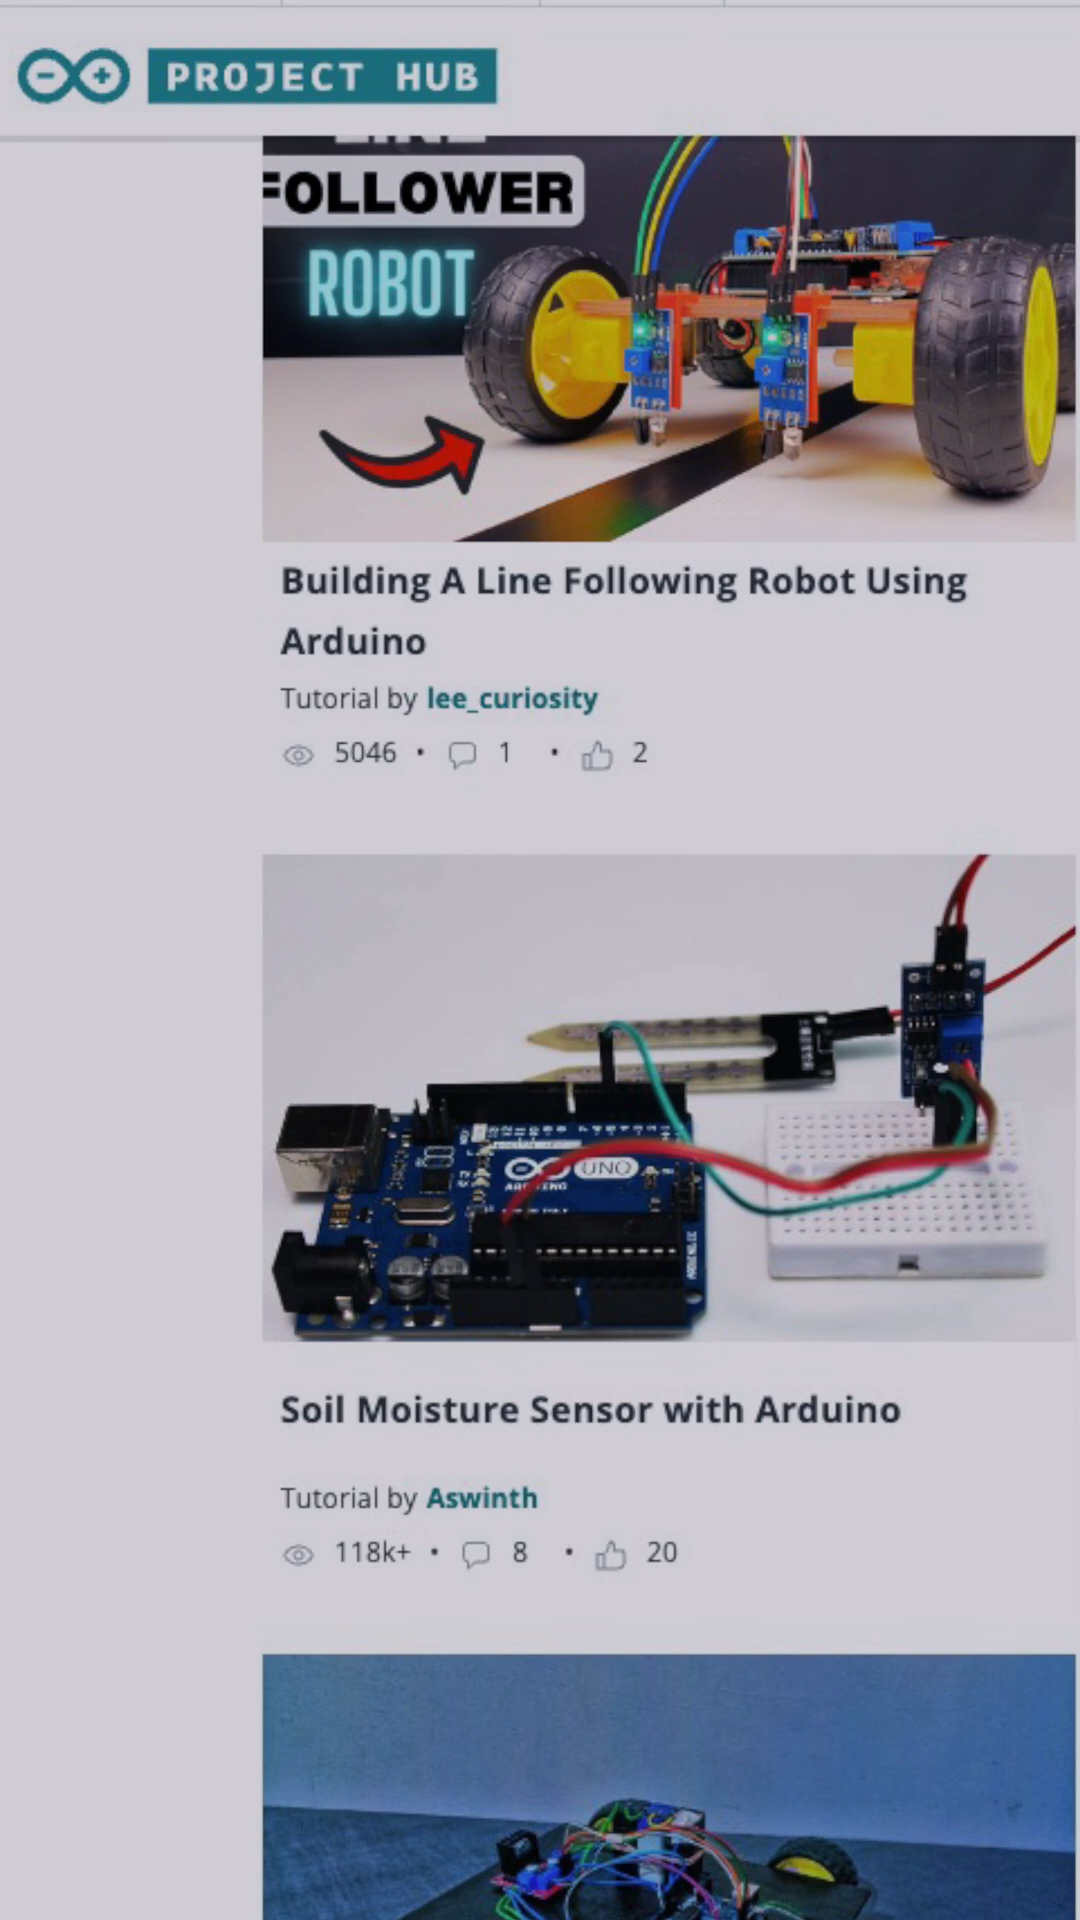 PROJECT HUB
FOLLOWER
ROBOT
Building A Line Following Robot Using
Arduino
Tutorial by lee_curiosity
5046 • 1 • 2
UNO
ARDUINO
Soil Moisture Sensor with Arduino
Tutorial by Aswinth
118k+ • 8 • 20